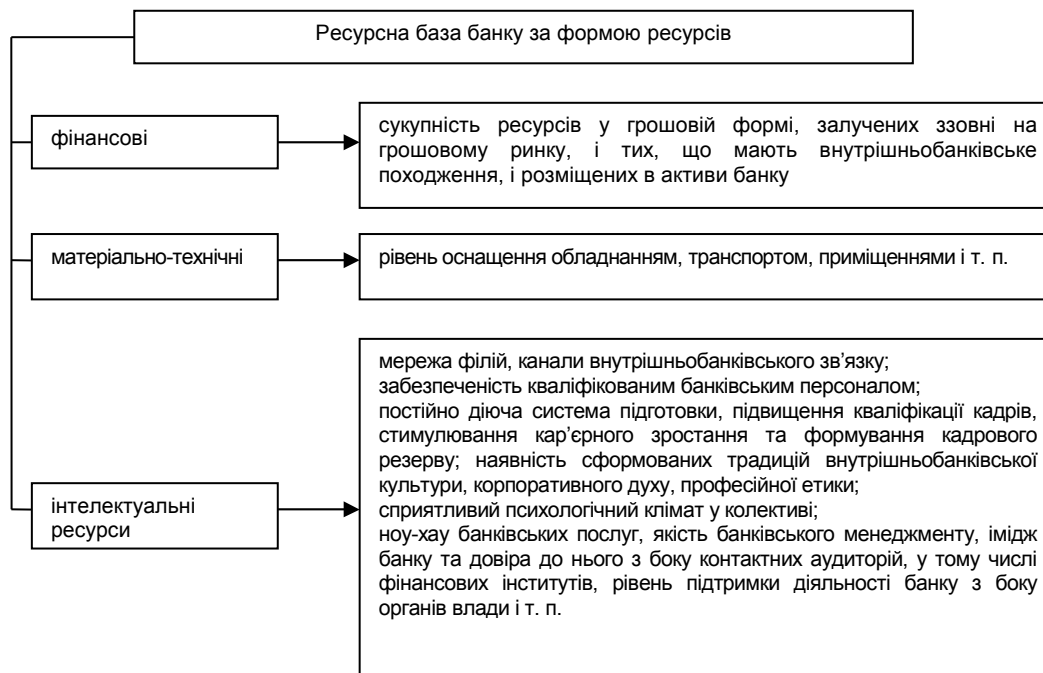 Ресурсна база банку за формою ресурсів
фінансові
сукупність ресурсів у грошовій формі, залучених ззовні на
грошовому ринку, і тих, що мають внутрішньобанківське
походження, і розміщених в активи банку
матеріально-технічні
рівень оснащення обладнанням, транспортом, приміщеннями і т. п.
інтелектуальні
ресурси
мережа філій, канали внутрішньобанківського зв’язку;
забезпеченість кваліфікованим банківським персоналом;
постійно діюча система підготовки, підвищення кваліфікації кадрів,
стимулювання кар’єрного зростання та формування кадрового
резерву; наявність сформованих традицій внутрішньобанківської
культури, корпоративного духу, професійної етики;
сприятливий психологічний клімат у колективі;
ноу-хау банківських послуг, якість банківського менеджменту, імідж
банку та довіра до нього з боку контактних аудиторій, у тому числі
фінансових інститутів, рівень підтримки діяльності банку з боку
органів влади і т. п.